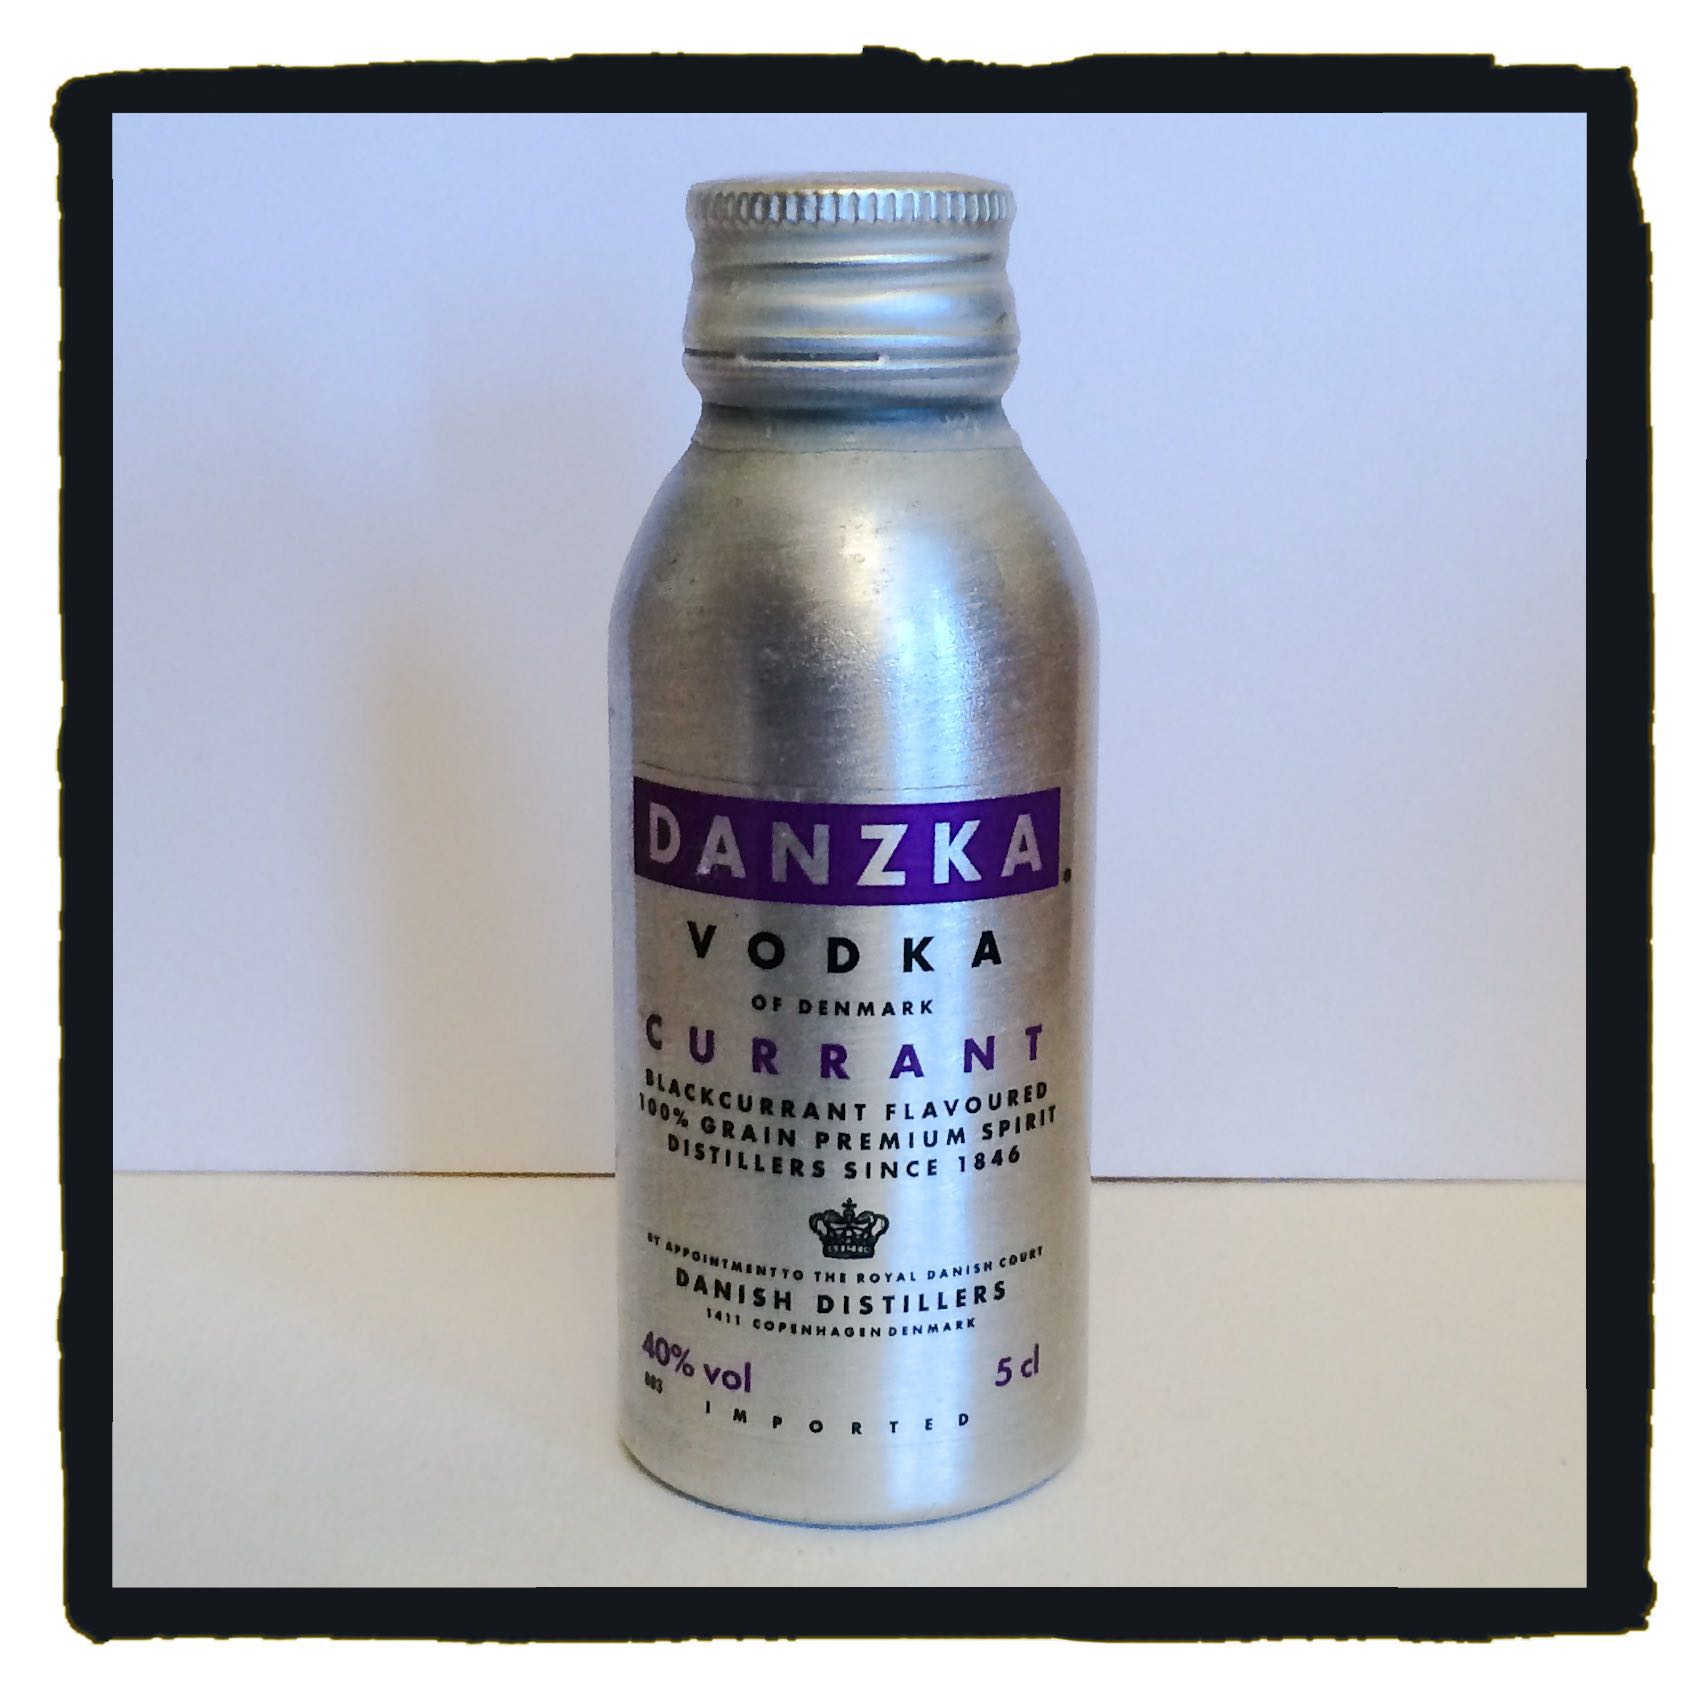 DANZKA®
VODKA
OF DENMARK
CURRANT
BLACKCURRANT FLAVOURED
100% GRAIN PREMIUM SPIRIT
DISTILLERS SINCE 1846
BY APPOINTMENT TO THE ROYAL DANISH COURT
DANISH DISTILLERS
1411 COPENHAGEN DENMARK
40% vol 5 cl
IMPORTED